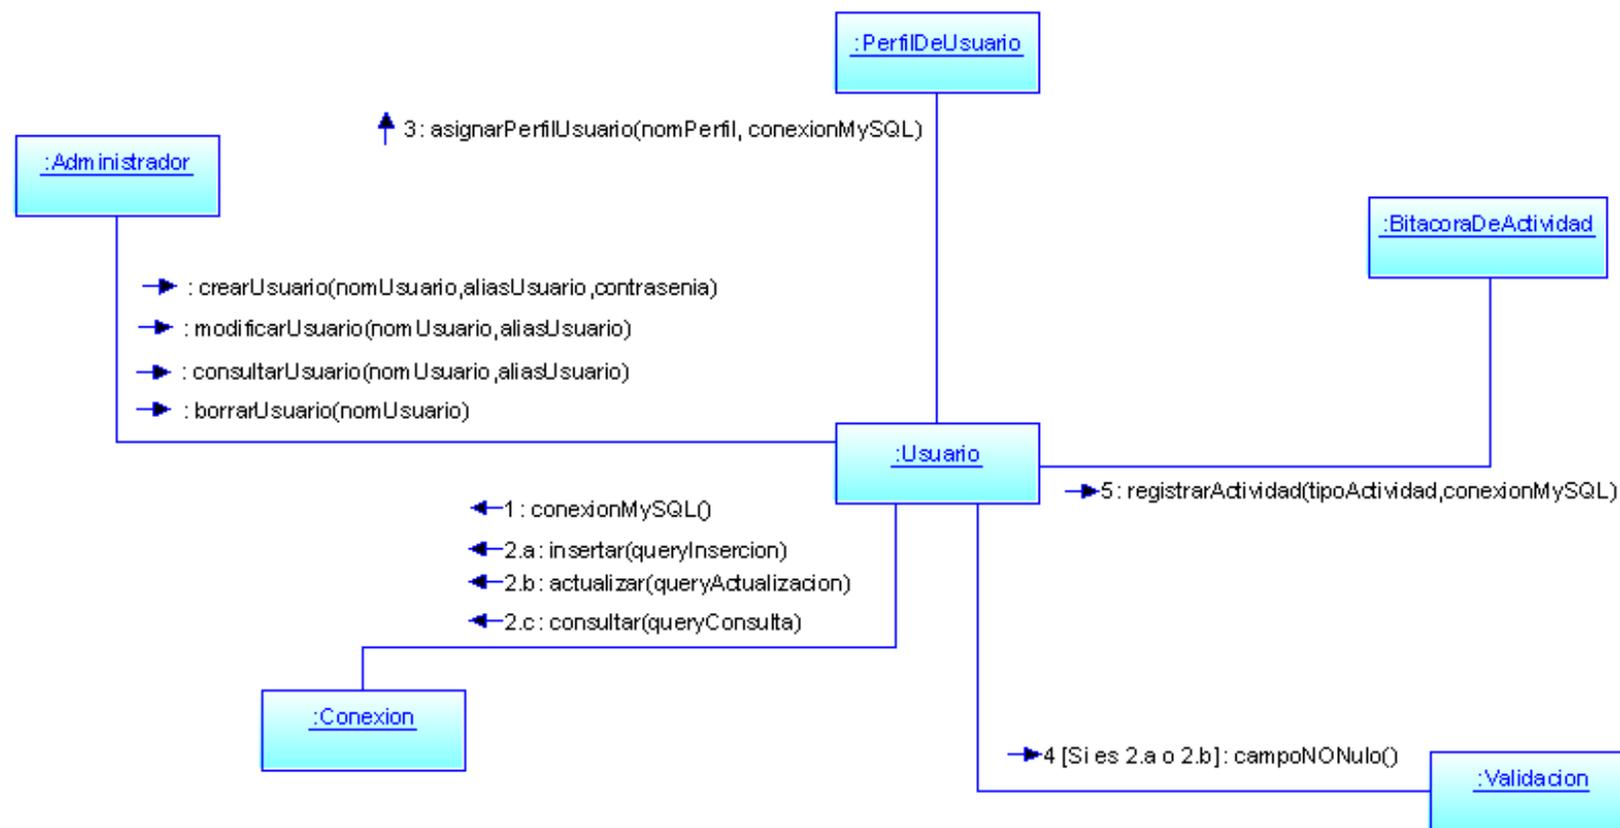 :PerfilDeUsuario
3: asignarPerfilUsuario(nomPerfil, conexionMySQL)
:Administrador
:BitacoraDeActividad
: crearUsuario(nomUsuario,aliasUsuario,contrasenia)
: modificarUsuario(nomUsuario,aliasUsuario)
: consultarUsuario(nomUsuario,aliasUsuario)
: borrarUsuario(nomUsuario)
:Usuario
5: registrarActividad(tipoActividad,conexionMySQL)
1: conexionMySQL()
2.a: insertar(queryInsercion)
2.b: actualizar(queryActualizacion)
2.c: consultar(queryConsulta)
:Conexion
4 [Si es 2.a o 2.b]: campoNONulo()
:Validacion